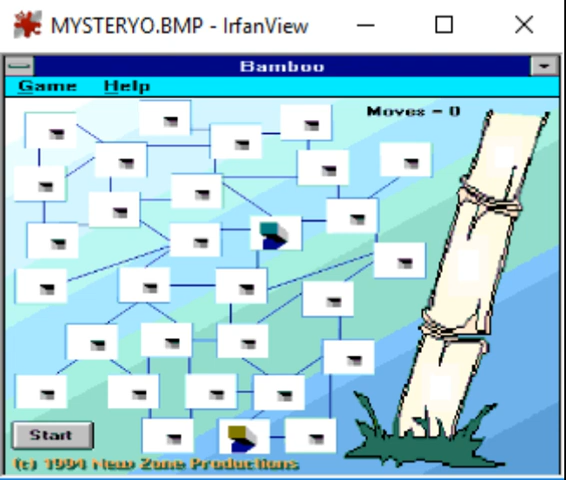 MYSTERYO.BMP - IrfanView
Bamboo
Game Help
Moves - 0
Start
(c) 1994 New Zone Productions